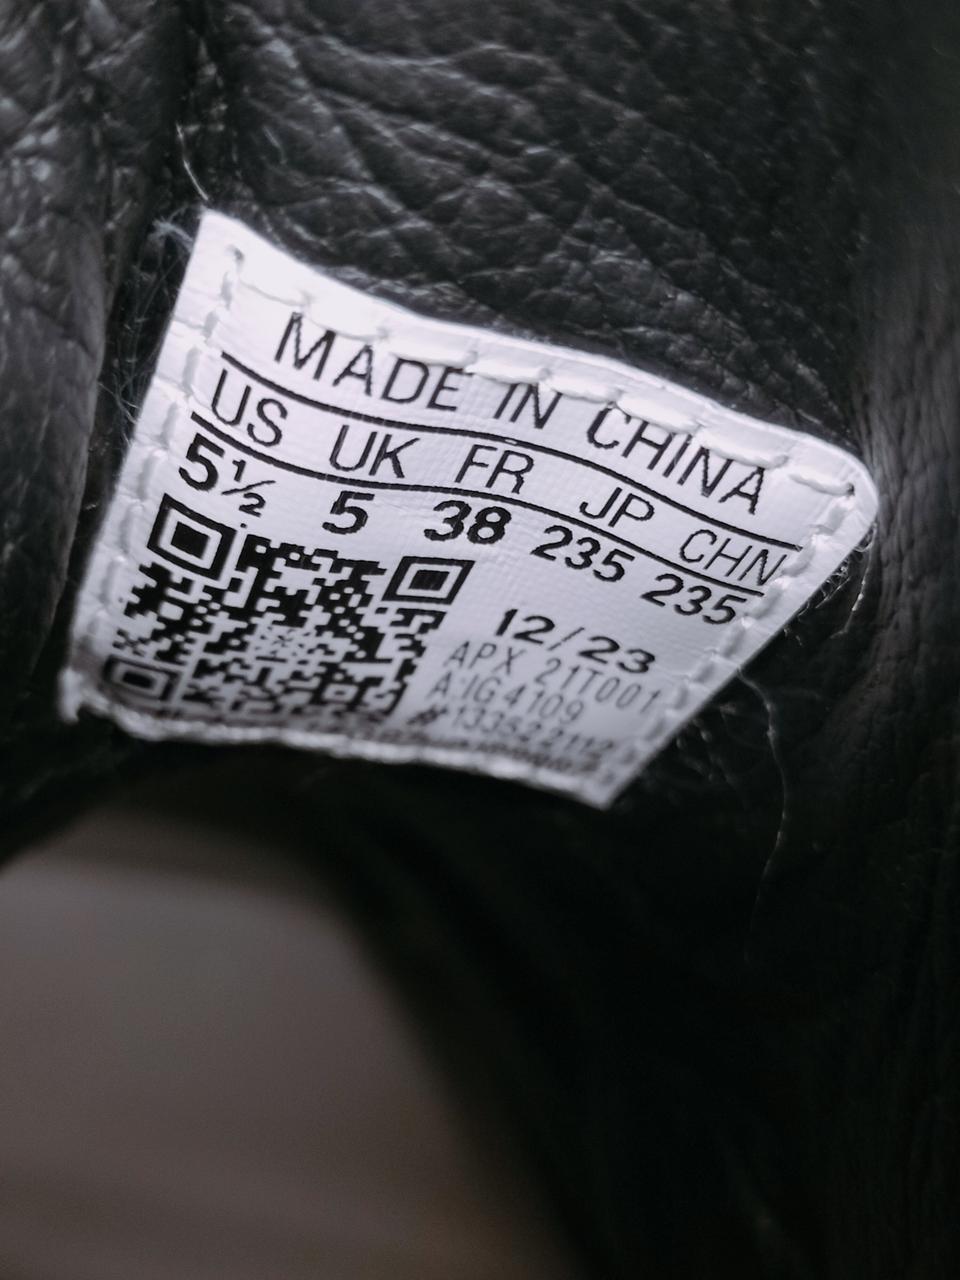 MADE IN CHINA
US UK FR JP CHN
5½ 5 38 235 235
12/23
APX 21T001
A:IG4109
#133522112